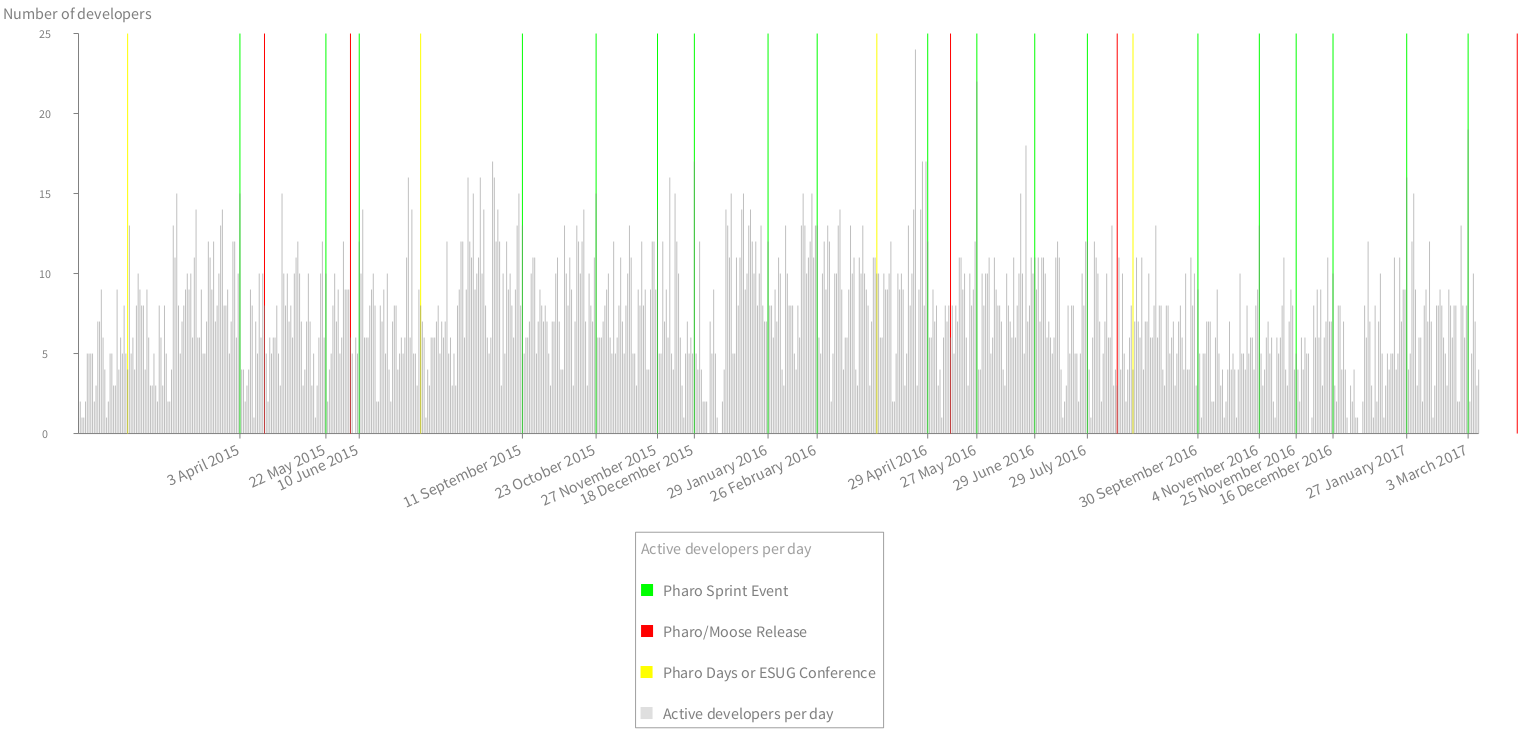 Number of developers
25
20
15
10
5
0
3 April 2015
22 May 2015
10 June 2015
11 September 2015
23 October 2015
27 November 2015
18 December 2015
29 January 2016
26 February 2016
29 April 2016
27 May 2016
29 June 2016
29 July 2016
30 September 2016
4 November 2016
25 November 2016
16 December 2016
27 January 2017
3 March 2017
Active developers per day
Pharo Sprint Event
Pharo/Moose Release
Pharo Days or ESUG Conference
Active developers per day